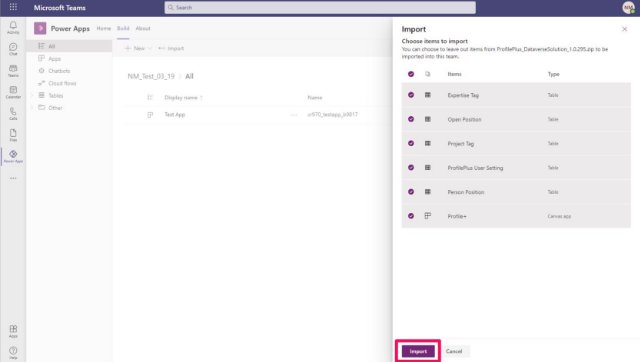 Microsoft Teams
Search
NM
Activity
Chat
Teams
Calendar
Calls
Files
Power Apps
Apps
Help
Power Apps
Home
Build
About
All
Apps
Chatbots
Cloud flows
Tables
Other
New
Import
NM_Test_03_19
All
Display name
Name
Test App
Import
Choose items to import
You can choose to leave out items from ProfilePlus_DataverseSolution_1.0.295.zip to be
imported into this team.
Items Type
Expertise Tag Table
Open Position Table
Project Tag Table
ProfilePlus User Setting Table
Person Position Table
Profile+ Canvas app
Import Cancel